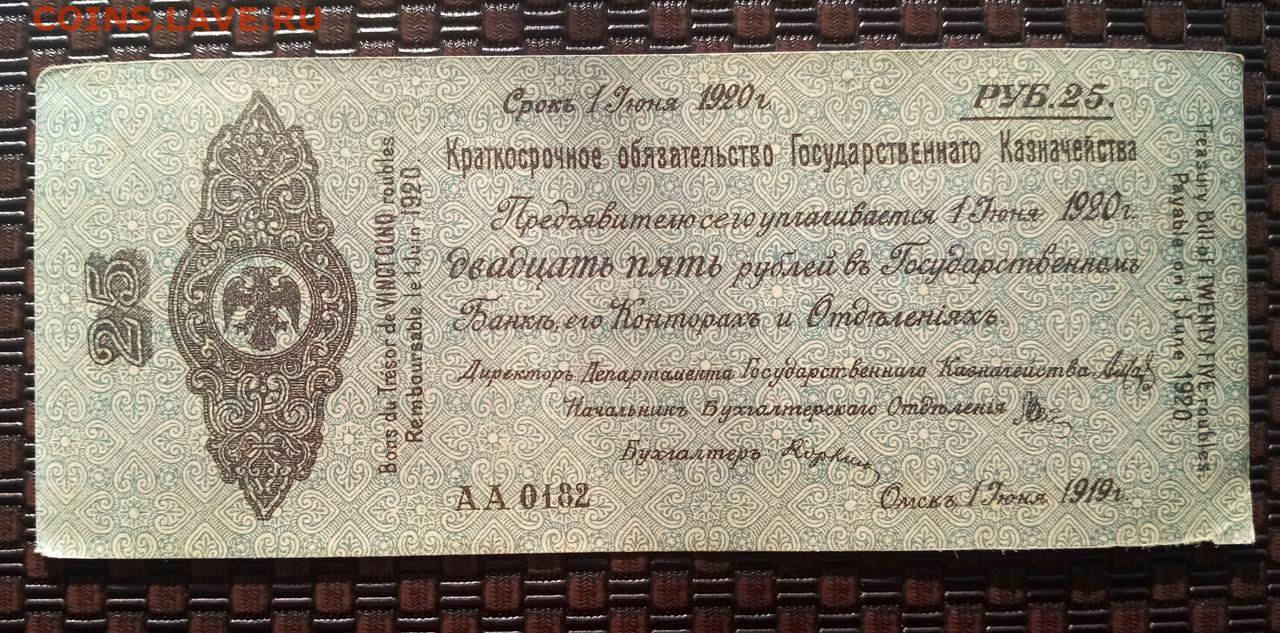 COINS.LAVE.RU
Срокъ 1 Июня 1920 г.
РУБ. 25.
Краткосрочное обязательство Государственнаго Казначейства
Предъявителю сего уплачивается 1 Июня 1920 г.
двадцать пять рублей въ Государственномъ
Банкѣ, его Конторахъ и Отдѣленіяхъ.
Директоръ Департамента Государственнаго Казначейства
Начальникъ Бухгалтерскаго Отдѣленія
Бухгалтеръ
АА 0182
Омскъ 1 Июня 1919 г.
25
Bons du Trésor de VINGT CINQ roubles
Remboursable le 1 Juin 1920
Treasury Bill of TWENTY FIVE roubles
Payable on 1 June 1920